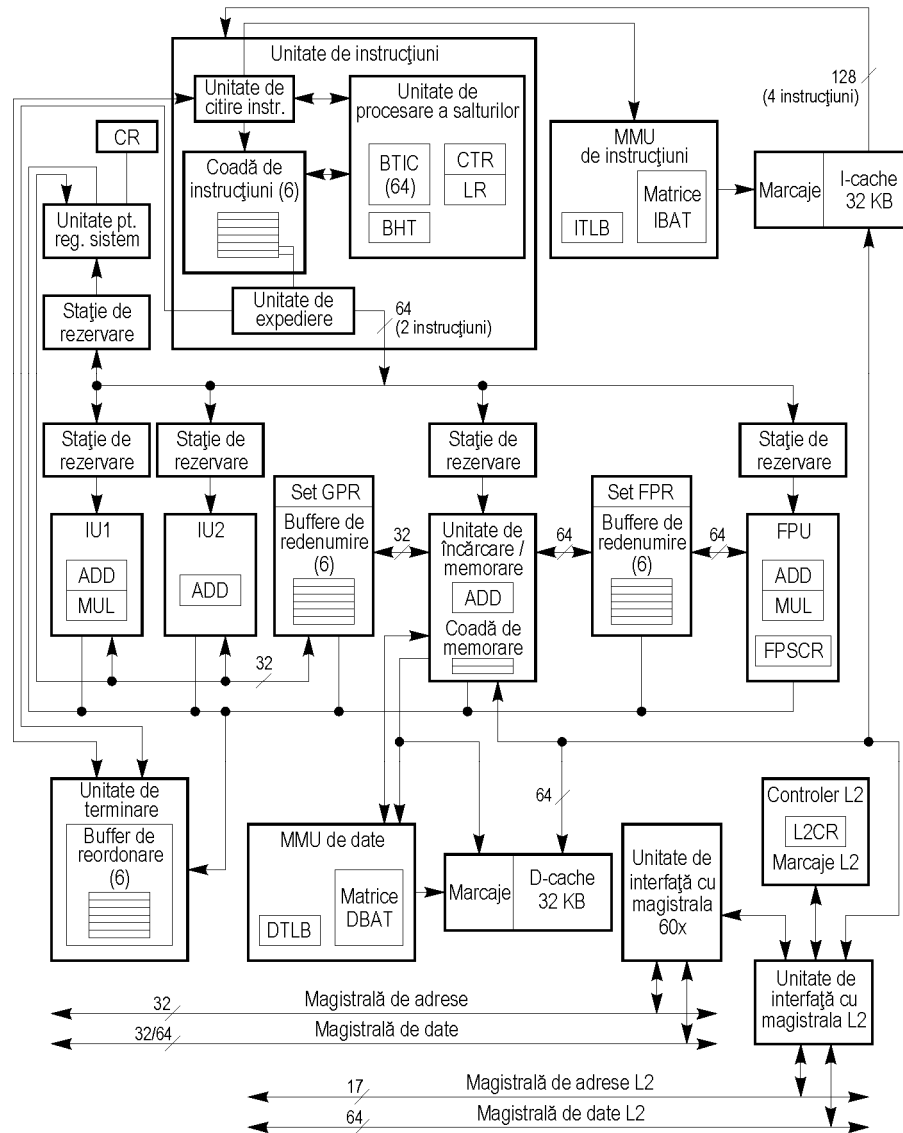 Unitate de instrucţiuni
Unitate de
citire instr.
Unitate de
procesare a salturilor
128
(4 instrucţiuni)
CR
Coadă de
instrucţiuni (6)
BTIC
(64)
CTR
LR
BHT
MMU
de instrucţiuni
ITLB
Matrice
IBAT
Marcaje
I-cache
32 KB
Unitate pt.
reg. sistem
Unitate de
expediere
64
(2 instrucţiuni)
Staţie de
rezervare
Staţie de
rezervare
Staţie de
rezervare
Staţie de
rezervare
Staţie de
rezervare
IU1
ADD
MUL
IU2
ADD
Set GPR
Buffere de
redenumire
(6)
32
Unitate de
încărcare /
memorare
ADD
Coadă de
memorare
64
Set FPR
Buffere de
redenumire
(6)
64
FPU
ADD
MUL
FPSCR
32
Unitate de
terminare
Buffer de
reordonare
(6)
64
MMU de date
DTLB
Matrice
DBAT
Marcaje
D-cache
32 KB
Unitate de
interfaţă cu
magistrala
60x
Controler L2
L2CR
Marcaje L2
Unitate de
interfaţă cu
magistrala L2
32
Magistrală de adrese
32/64
Magistrală de date
17
Magistrală de adrese L2
64
Magistrală de date L2